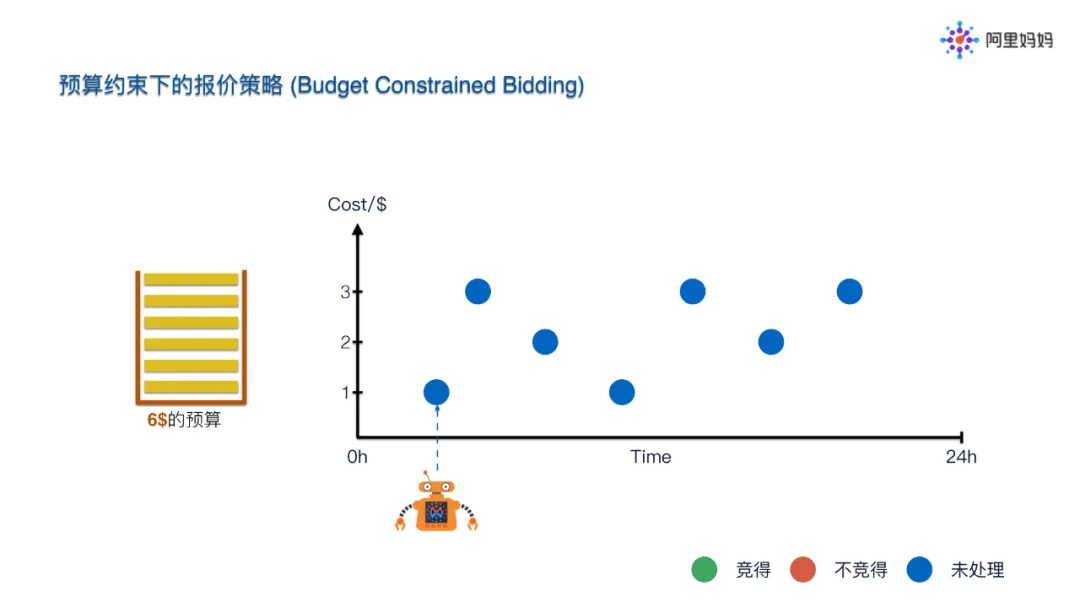 阿里妈妈
预算约束下的报价策略 (Budget Constrained Bidding)
Cost/$
3
2
1
6$的预算
0h
Time
24h
竞得
不竞得
未处理